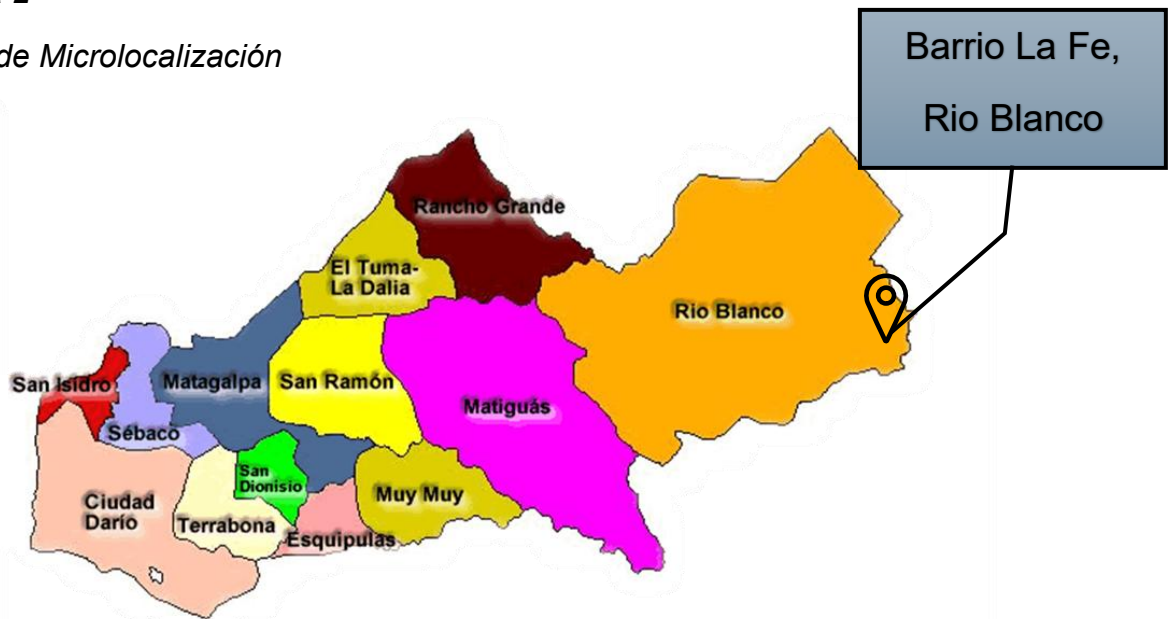 de Microlocalización
Barrio La Fe,
Rio Blanco
Rancho Grande
El Tuma-
La Dalia
Rio Blanco
San Isidro
Matagalpa
San Ramón
Matiguás
Sébaco
San
Dionisio
Muy Muy
Ciudad
Darío
Terrabona
Esquipulas